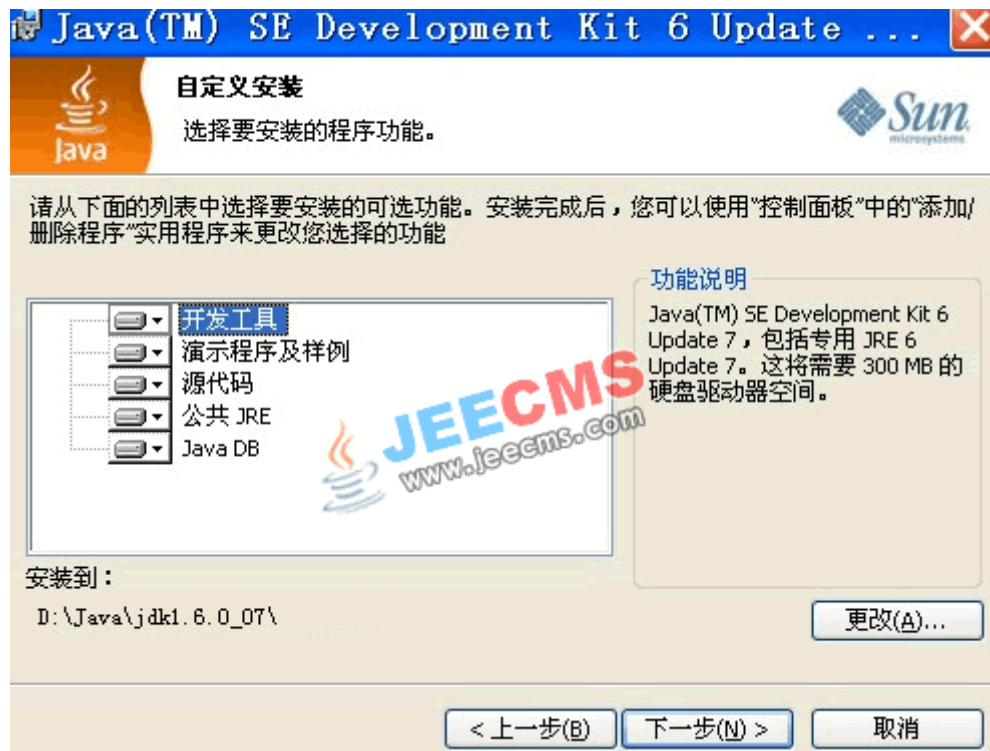 Java(TM) SE Development Kit 6 Update ...
自定义安装
选择要安装的程序功能。
Java
Sun
microsystems
请从下面的列表中选择要安装的可选功能。安装完成后，您可以使用“控制面板”中的“添加/
删除程序”实用程序来更改您选择的功能
开发工具
演示程序及样例
源代码
公共 JRE
Java DB
功能说明
Java(TM) SE Development Kit 6
Update 7，包括专用 JRE 6
Update 7。这将需要 300 MB 的
硬盘驱动器空间。
JEECMS
www.jeecms.com
安装到：
D:\Java\jdk1.6.0_07\
更改(A)...
< 上一步(B)
下一步(N) >
取消